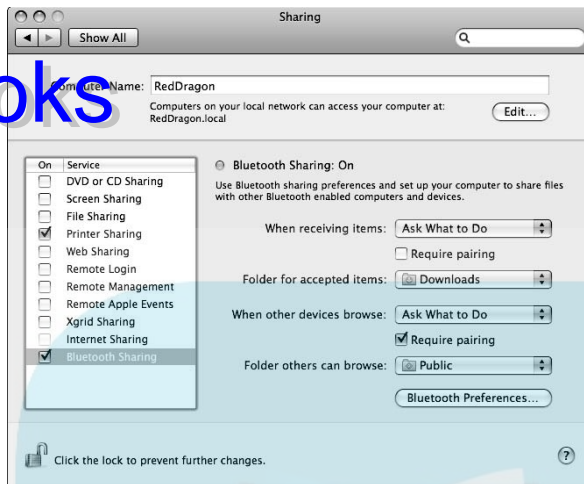 Sharing
Show All
oks
Computer Name: RedDragon
Computers on your local network can access your computer at:
RedDragon.local
Edit...
On Service
DVD or CD Sharing
Screen Sharing
File Sharing
Printer Sharing
Web Sharing
Remote Login
Remote Management
Remote Apple Events
Xgrid Sharing
Internet Sharing
Bluetooth Sharing
Bluetooth Sharing: On
Use Bluetooth sharing preferences and set up your computer to share files
with other Bluetooth enabled computers and devices.
When receiving items: Ask What to Do
Require pairing
Folder for accepted items: Downloads
When other devices browse: Ask What to Do
Require pairing
Folder others can browse: Public
Bluetooth Preferences...
Click the lock to prevent further changes.
?